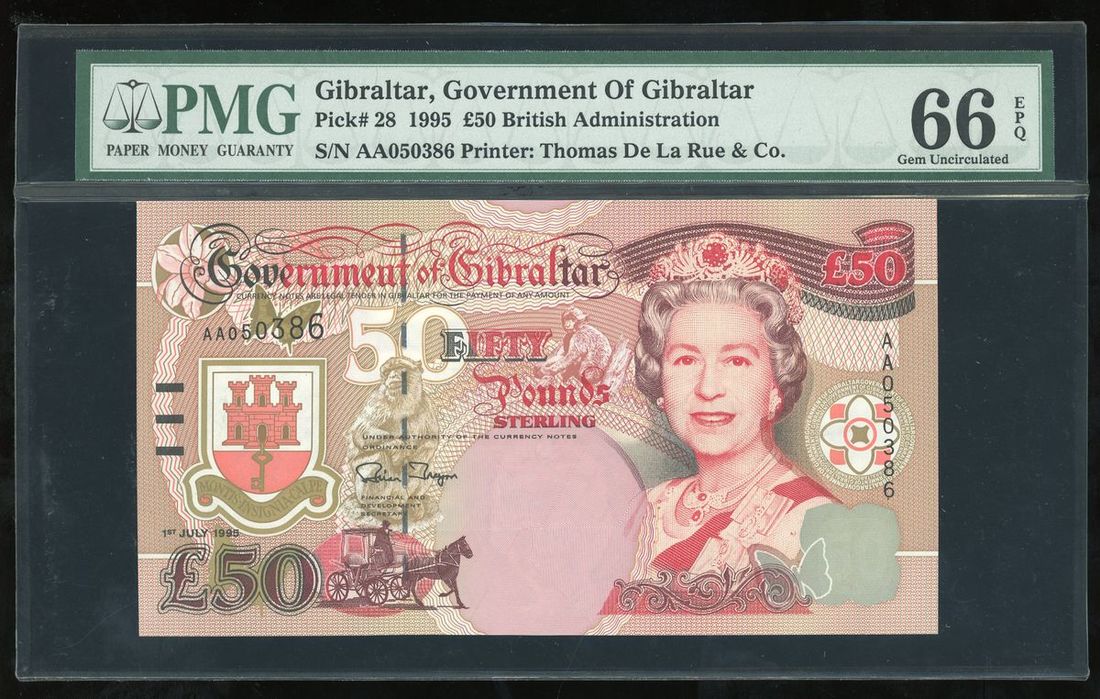 PMG
PAPER MONEY GUARANTY
Gibraltar, Government Of Gibraltar
Pick# 28 1995 £50 British Administration
S/N AA050386 Printer: Thomas De La Rue & Co.
66
EPQ
Gem Uncirculated
Government of Gibraltar
CURRENCY NOTES ARE LEGAL TENDER IN GIBRALTAR FOR THE PAYMENT OF ANY AMOUNT
£50
AA050386
50
FIFTY
Pounds
STERLING
AA050386
UNDER AUTHORITY OF THE CURRENCY NOTES
ORDINANCE
FINANCIAL AND
DEVELOPMENT
SECRETARY
MONTIS INSIGNIA CALPE
1ST JULY 1995
£50